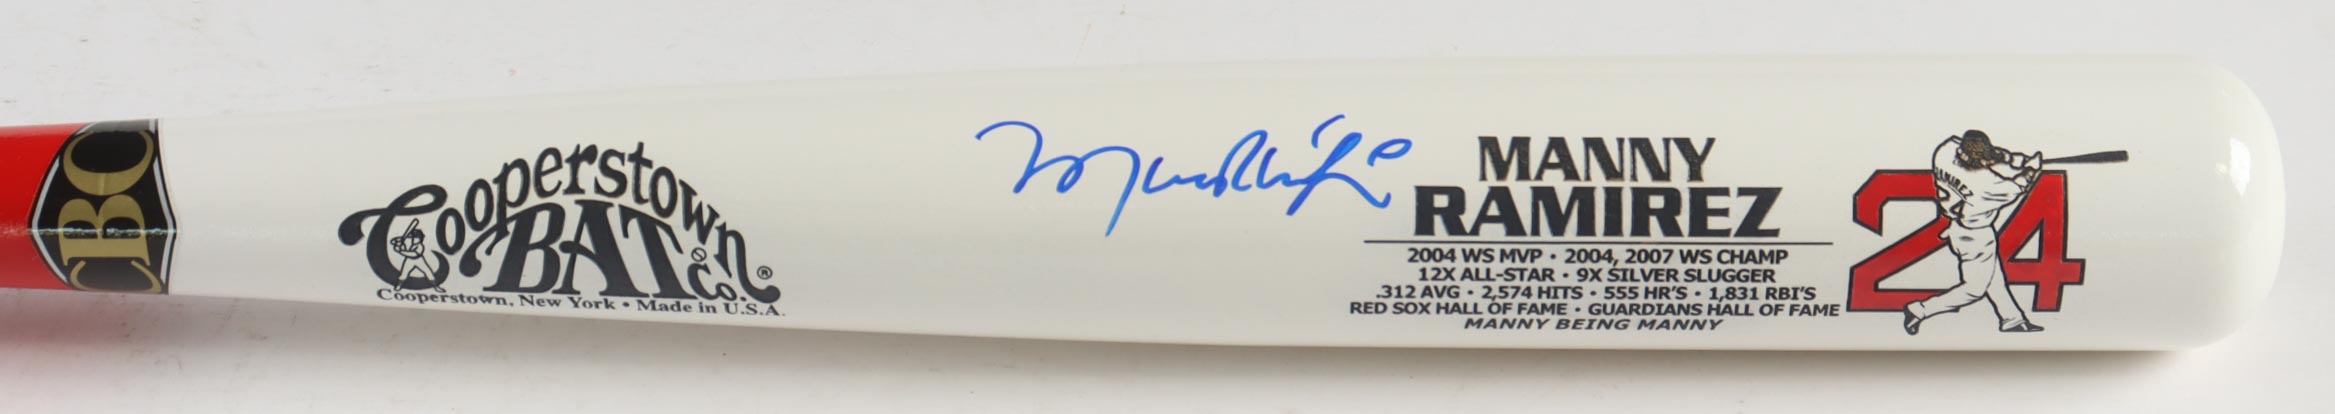 CBC
Cooperstown
BAT Co.®
Cooperstown, New York • Made in U.S.A.
MANNY
RAMIREZ
2004 WS MVP • 2004, 2007 WS CHAMP
12X ALL-STAR • 9X SILVER SLUGGER
.312 AVG • 2,574 HITS • 555 HR'S • 1,831 RBI'S
RED SOX HALL OF FAME • GUARDIANS HALL OF FAME
MANNY BEING MANNY
24
RAMIREZ
24